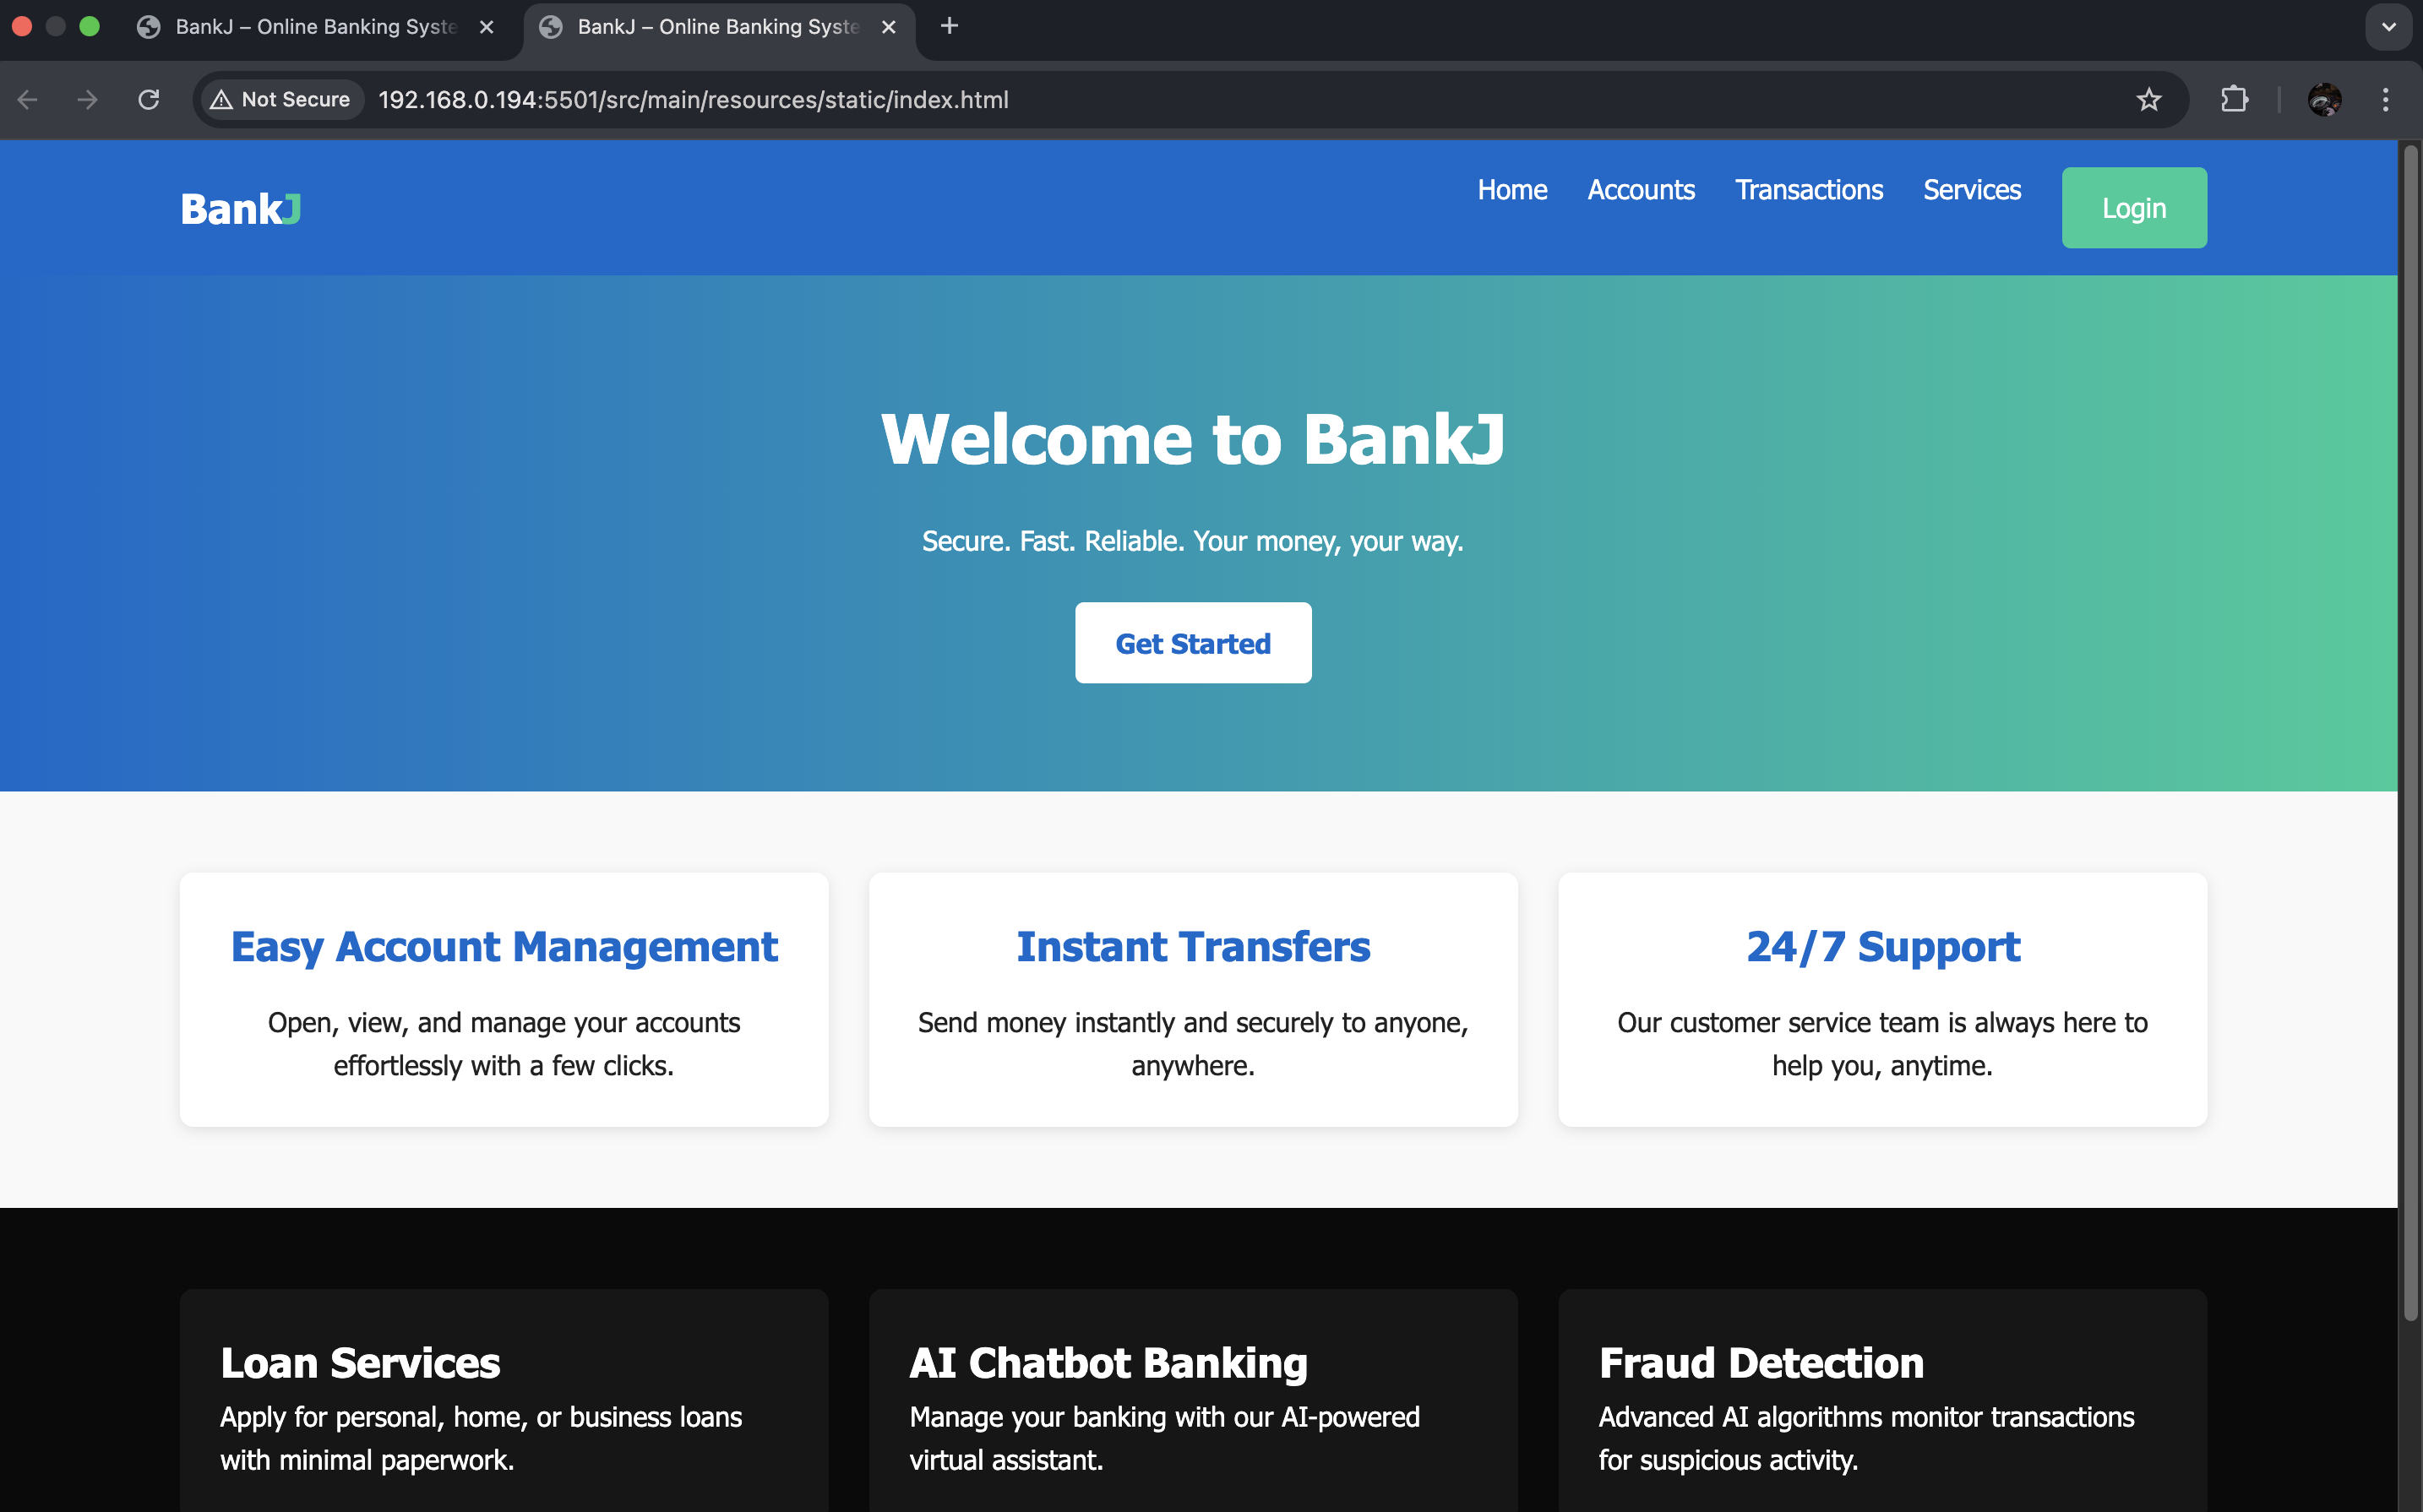 BankJ – Online Banking Syste
BankJ – Online Banking Syste
Not Secure 192.168.0.194:5501/src/main/resources/static/index.html
BankJ
Home Accounts Transactions Services Login
Welcome to BankJ
Secure. Fast. Reliable. Your money, your way.
Get Started
Easy Account Management
Open, view, and manage your accounts
effortlessly with a few clicks.
Instant Transfers
Send money instantly and securely to anyone,
anywhere.
24/7 Support
Our customer service team is always here to
help you, anytime.
Loan Services
Apply for personal, home, or business loans
with minimal paperwork.
AI Chatbot Banking
Manage your banking with our AI-powered
virtual assistant.
Fraud Detection
Advanced AI algorithms monitor transactions
for suspicious activity.